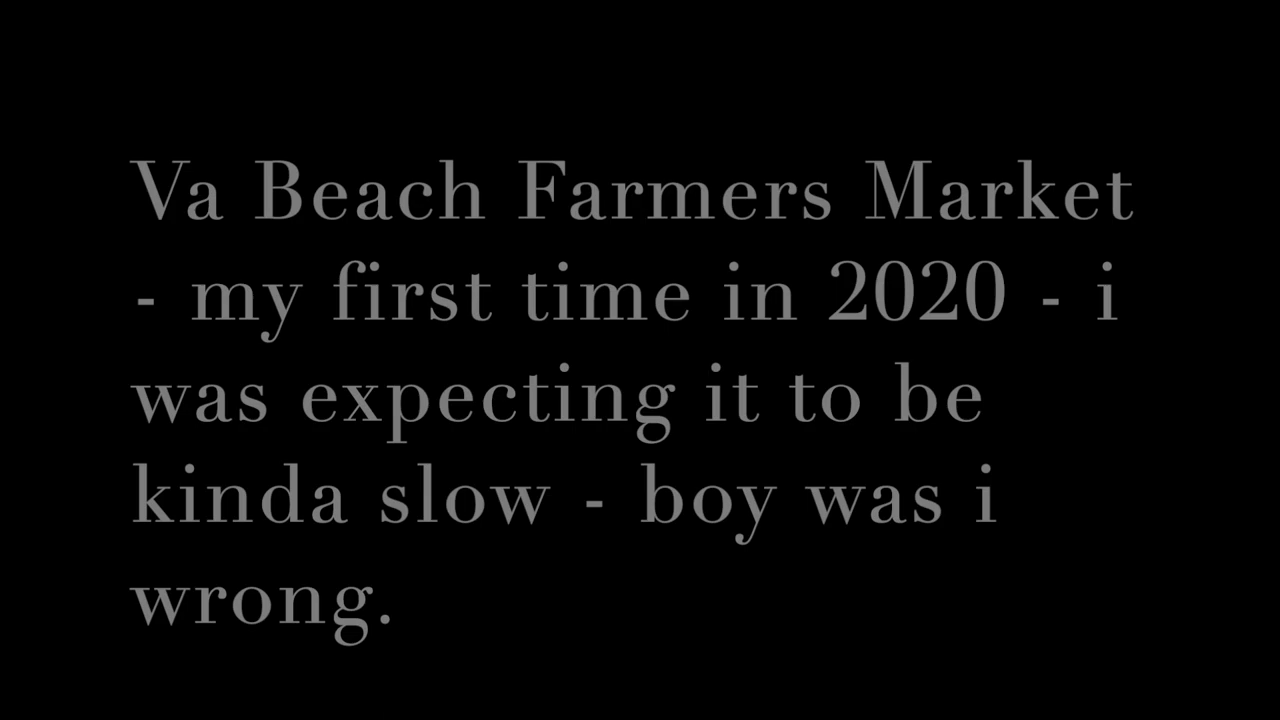 Va Beach Farmers Market
- my first time in 2020 - i
was expecting it to be
kinda slow - boy was i
wrong.